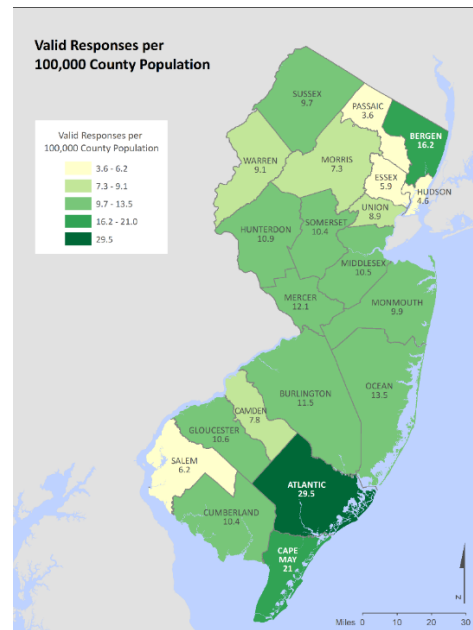 Valid Responses per
100,000 County Population
Valid Responses per
100,000 County Population
3.6 - 6.2
7.3 - 9.1
9.7 - 13.5
16.2 - 21.0
29.5
SUSSEX
9.7
PASSAIC
3.6
BERGEN
16.2
WARREN
9.1
MORRIS
7.3
ESSEX
5.9
HUDSON
4.6
UNION
8.9
HUNTERDON
10.9
SOMERSET
10.4
MIDDLESEX
10.5
MERCER
12.1
MONMOUTH
9.9
OCEAN
13.5
BURLINGTON
11.5
CAMDEN
7.8
GLOUCESTER
10.6
SALEM
6.2
ATLANTIC
29.5
CUMBERLAND
10.4
CAPE
MAY
21
N
Miles 0 10 20 30